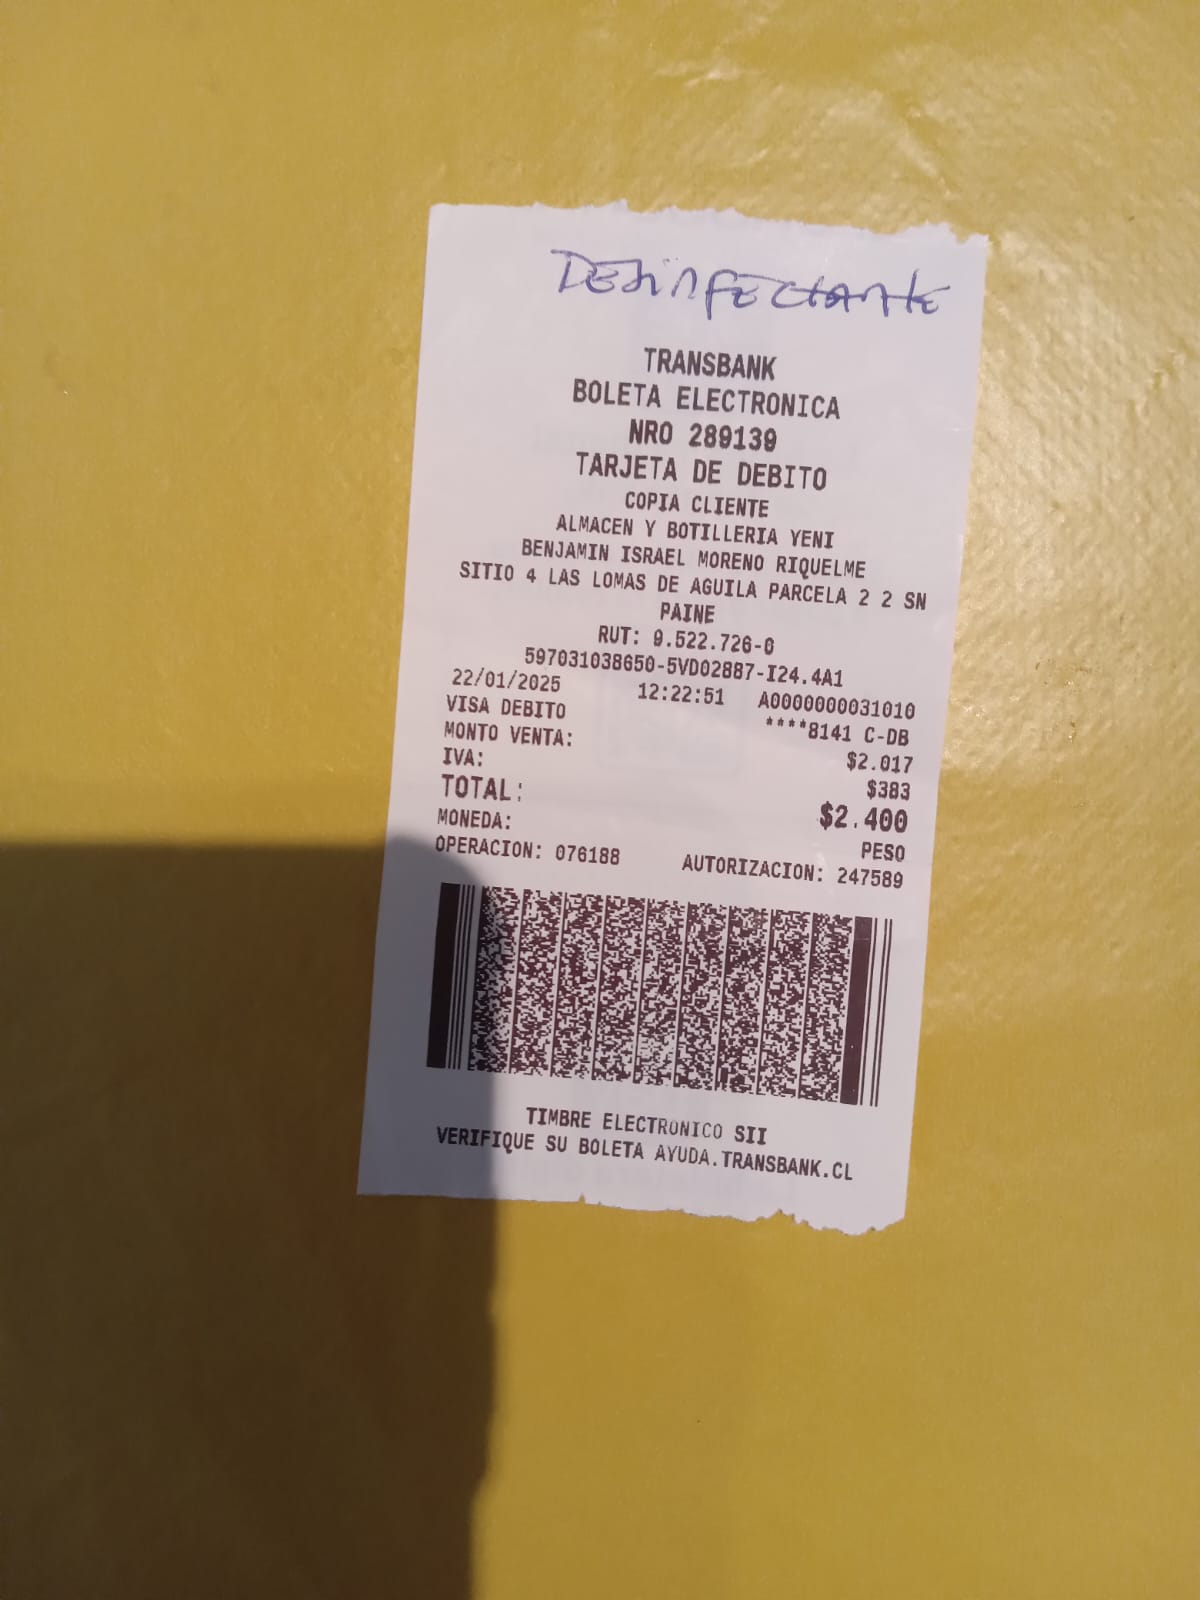 DESINFECTANTE
TRANSBANK
BOLETA ELECTRONICA
NRO 289139
TARJETA DE DEBITO
COPIA CLIENTE
ALMACEN Y BOTILLERIA YENI
BENJAMIN ISRAEL MORENO RIQUELME
SITIO 4 LAS LOMAS DE AGUILA PARCELA 2 2 SN
PAINE
RUT: 9.522.726-0
597031038650-5VD02887-I24.4A1
22/01/2025 12:22:51 A0000000031010
VISA DEBITO ****8141 C-DB
MONTO VENTA: $2.017
IVA: $383
TOTAL: $2.400
MONEDA: PESO
OPERACION: 076188 AUTORIZACION: 247589
TIMBRE ELECTRONICO SII
VERIFIQUE SU BOLETA AYUDA.TRANSBANK.CL